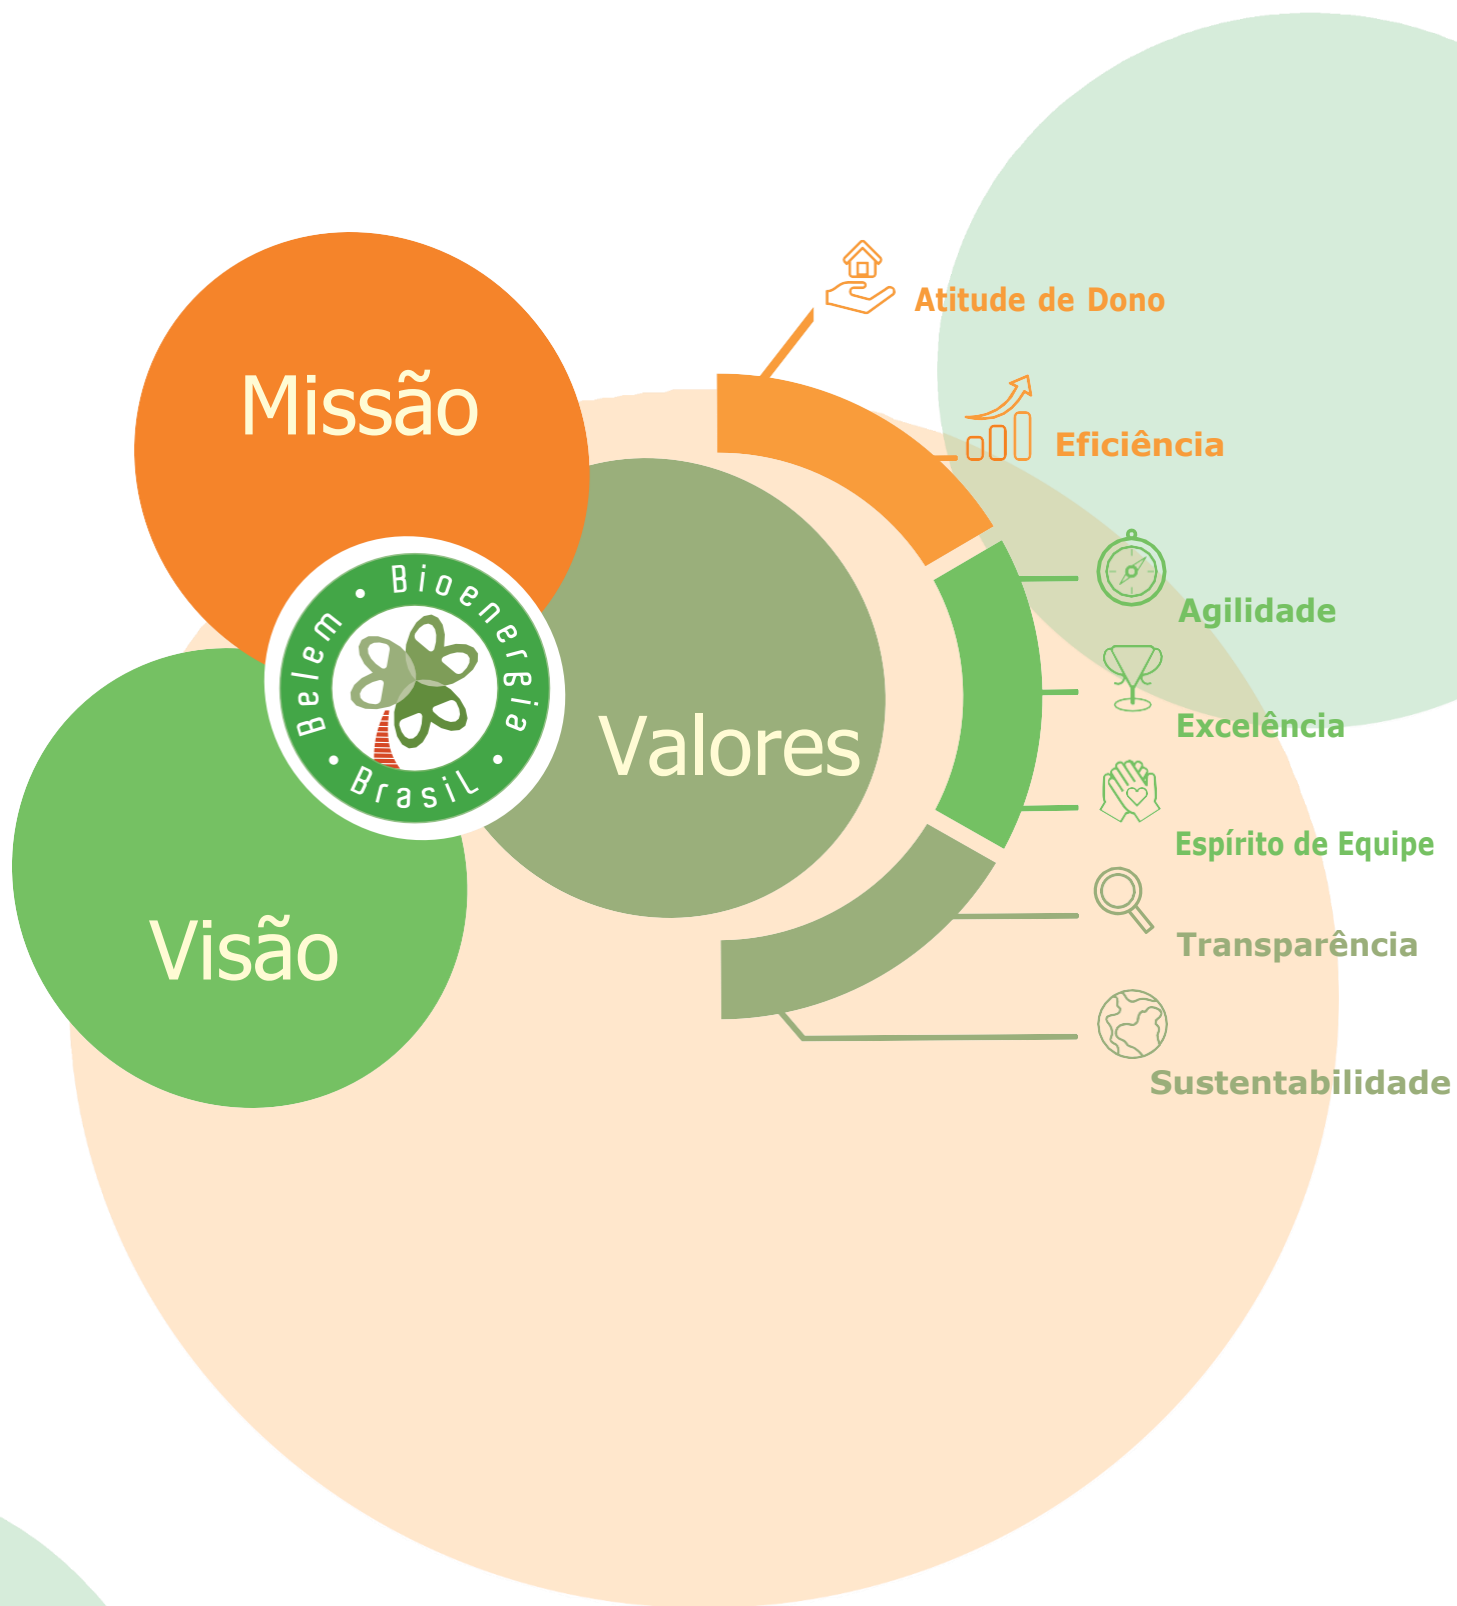 Missão
Belem • Bioenergia •
BrasiL •
Visão
Valores
Atitude de Dono
Eficiência
Agilidade
Excelência
Espírito de Equipe
Transparência
Sustentabilidade